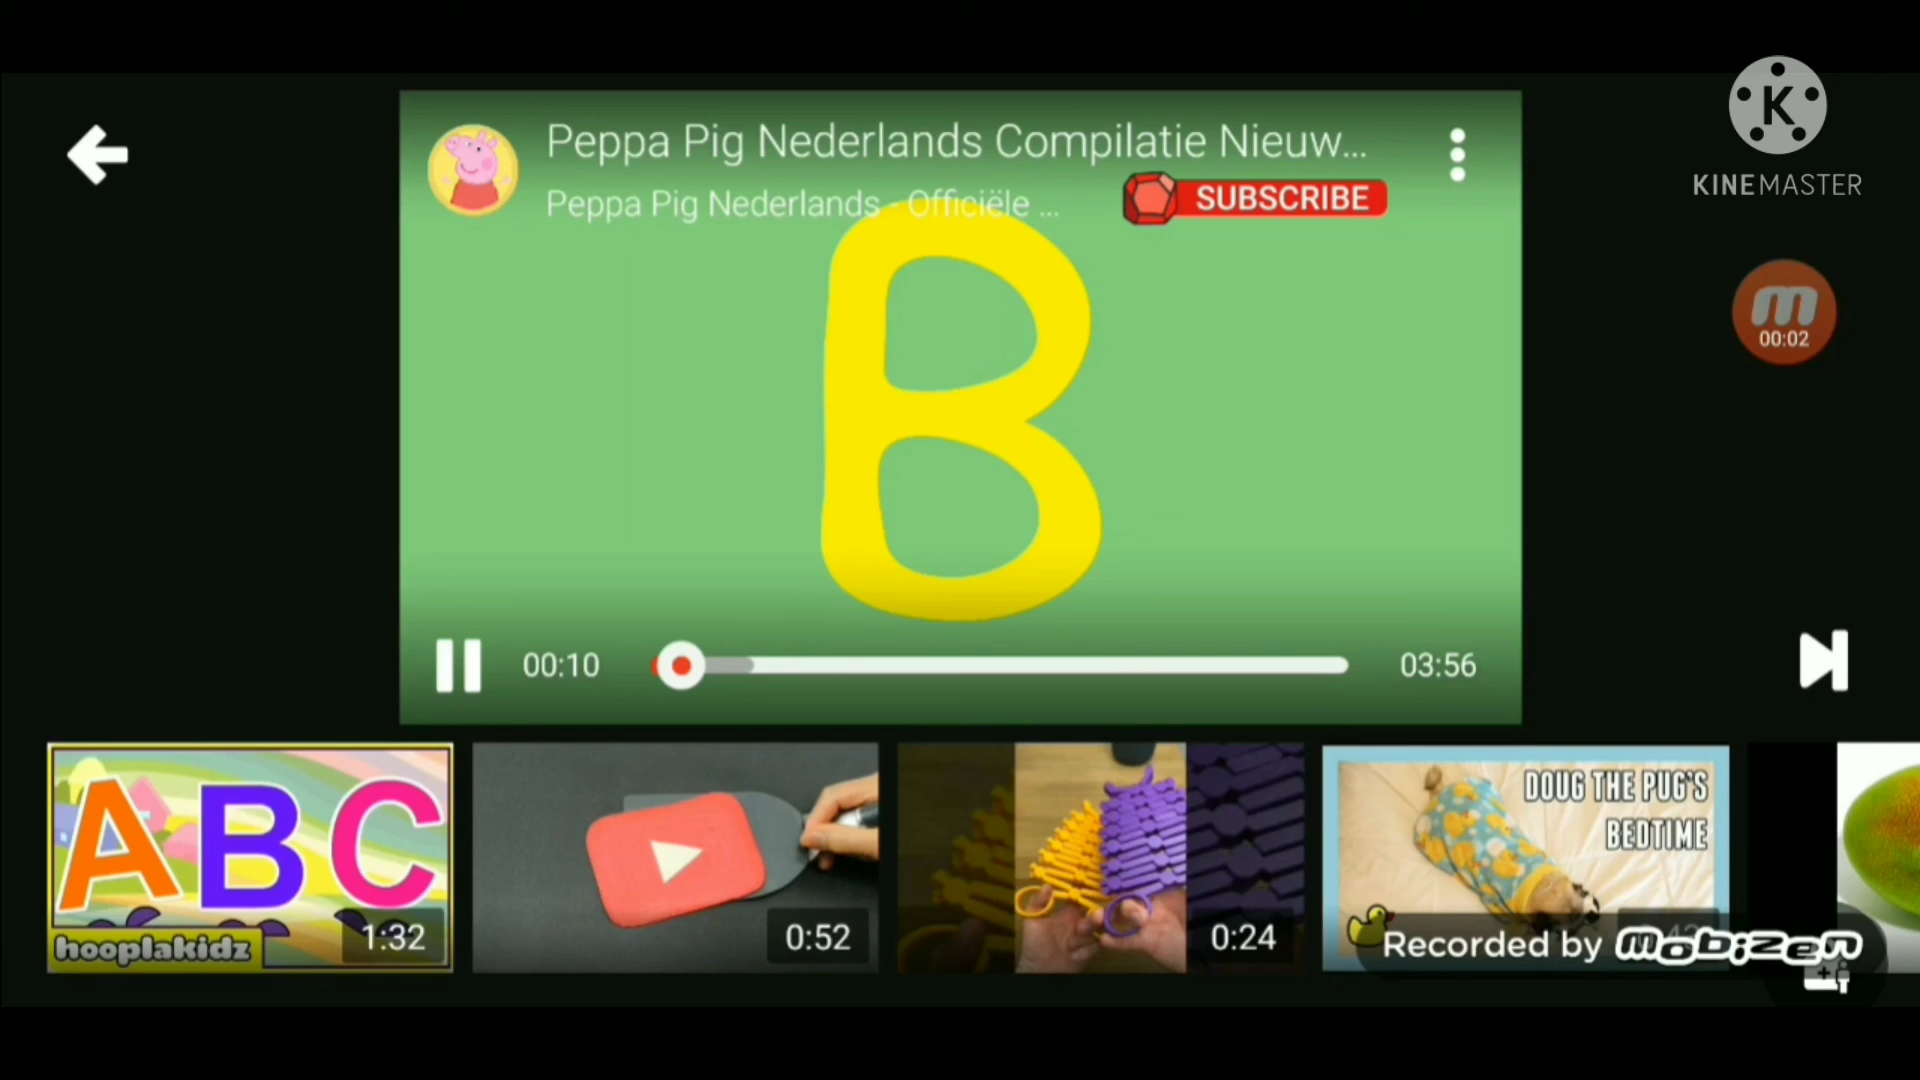 Peppa Pig Nederlands Compilatie Nieuw...
Peppa Pig Nederlands - Officiële ...
SUBSCRIBE
K
KINEMASTER
m
00:02
B
00:10
03:56
ABC
hooplakidz
1:32
0:52
0:24
DOUG THE PUG'S
BEDTIME
Recorded by mobizen